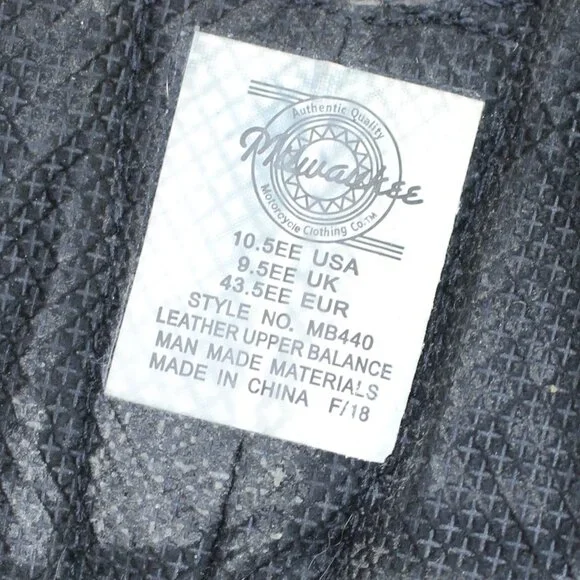 Authentic Quality
Milwaukee
Motorcycle Clothing Co.™
10.5EE USA
9.5EE UK
43.5EE EUR
STYLE NO. MB440
LEATHER UPPER BALANCE
MAN MADE MATERIALS
MADE IN CHINA F/18